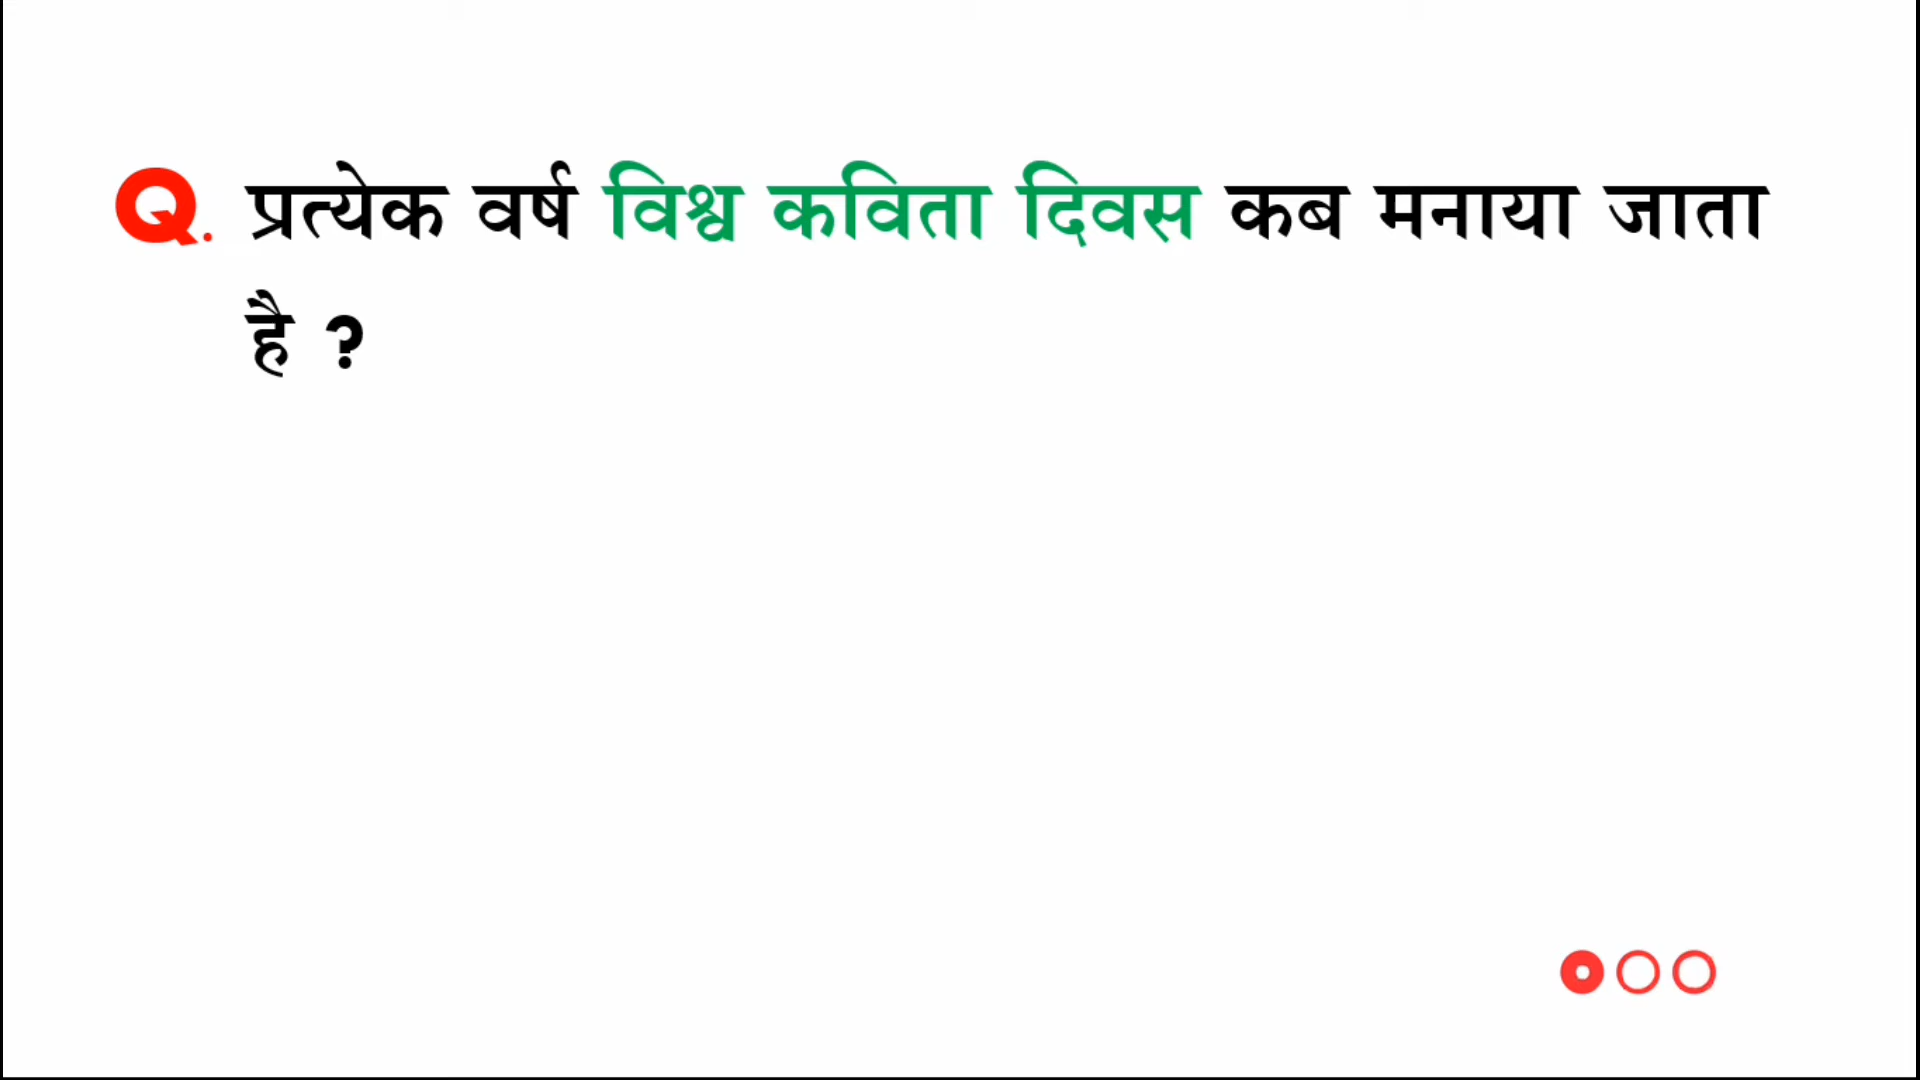 Q. प्रत्येक वर्ष विश्व कविता दिवस कब मनाया जाता
है ?